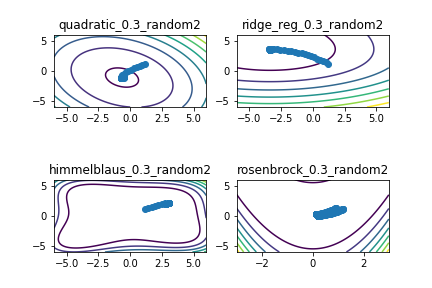 quadratic_0.3_random2
ridge_reg_0.3_random2
5
0
−5
−5.0 −2.5 0.0 2.5 5.0
5
0
−5
−5.0 −2.5 0.0 2.5 5.0
himmelblaus_0.3_random2
rosenbrock_0.3_random2
5
0
−5
−5.0 −2.5 0.0 2.5 5.0
5
0
−5
−2 0 2